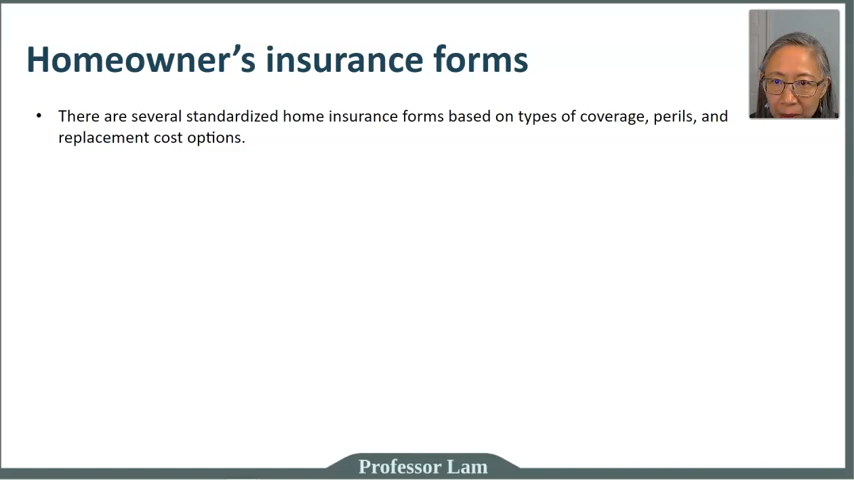 Homeowner’s insurance forms
• There are several standardized home insurance forms based on types of coverage, perils, and
replacement cost options.
Professor Lam